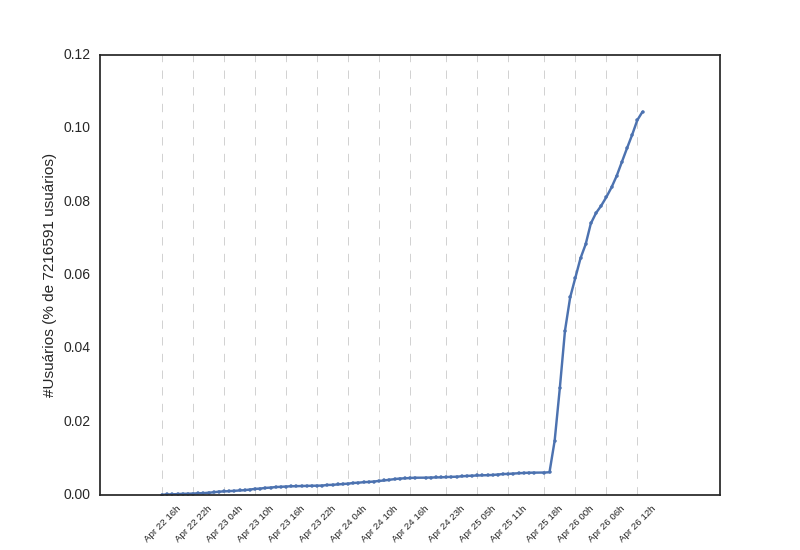 0.12
0.10
0.08
0.06
0.04
0.02
0.00
#Usuários (% de 7216591 usuários)
Apr 22 16h
Apr 22 22h
Apr 23 04h
Apr 23 10h
Apr 23 16h
Apr 23 22h
Apr 24 04h
Apr 24 10h
Apr 24 16h
Apr 24 23h
Apr 25 05h
Apr 25 11h
Apr 25 18h
Apr 26 00h
Apr 26 06h
Apr 26 12h